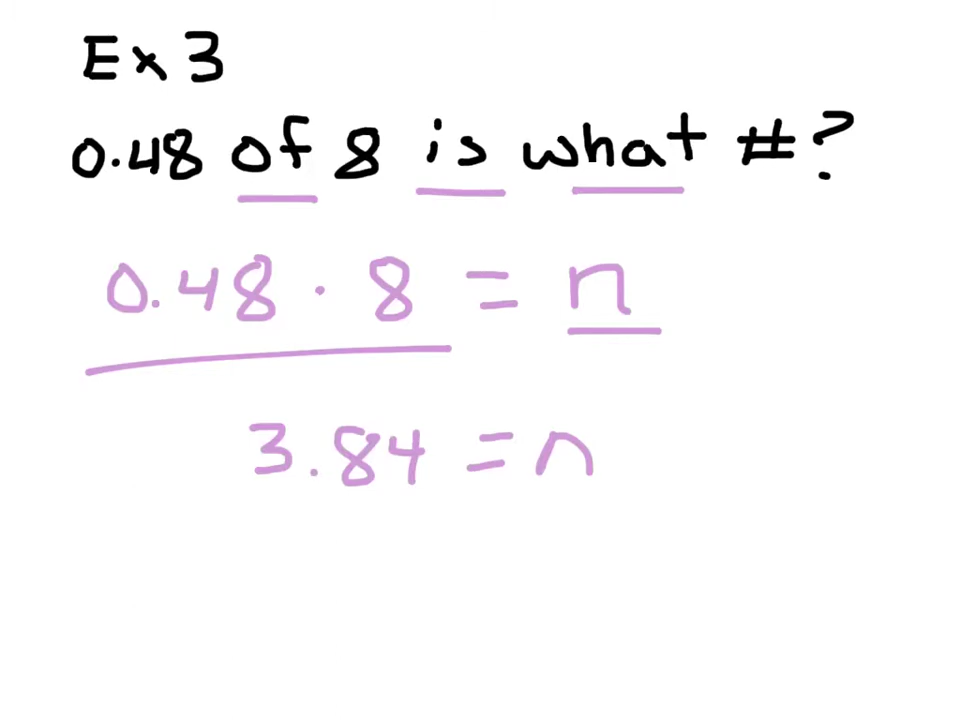 Ex 3
0.48 of 8 is what #?
0.48 · 8 = n
3.84 = n